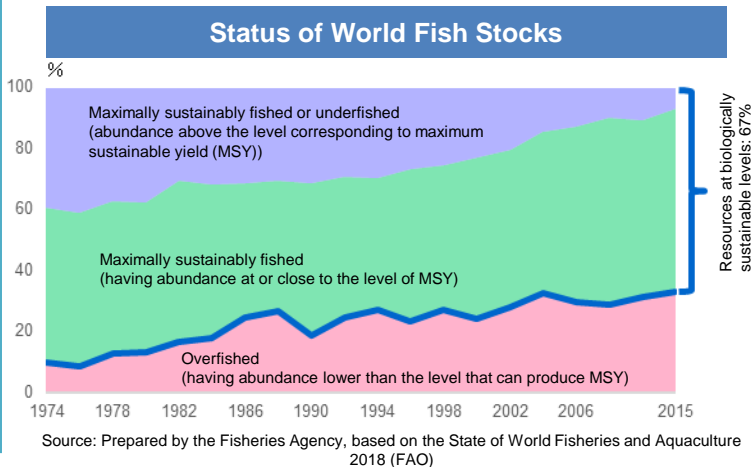 Status of World Fish Stocks
%
100
80
60
40
20
0
Maximally sustainably fished or underfished
(abundance above the level corresponding to maximum
sustainable yield (MSY))
Maximally sustainably fished
(having abundance at or close to the level of MSY)
Overfished
(having abundance lower than the level that can produce MSY)
Resources at biologically
sustainable levels: 67%
1974 1978 1982 1986 1990 1994 1998 2002 2006 2015
Source: Prepared by the Fisheries Agency, based on the State of World Fisheries and Aquaculture
2018 (FAO)